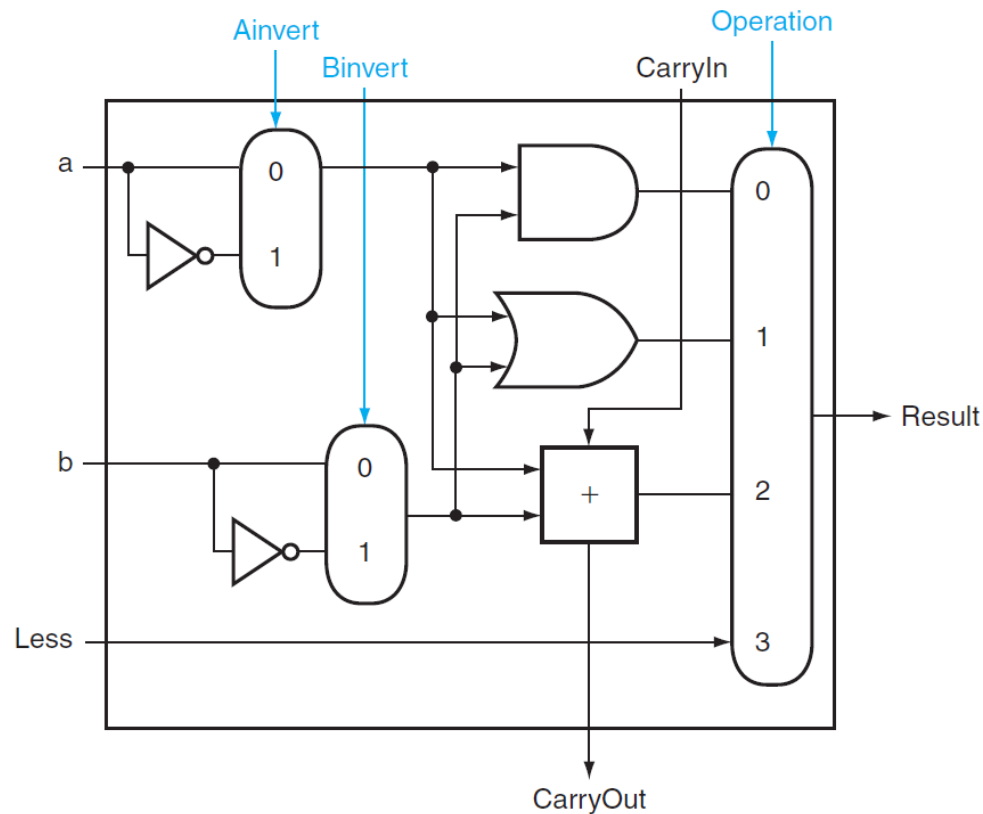 Operation
Ainvert
Binvert
CarryIn
a
0
1
0
1
b
0
1
+
2
Result
Less
3
CarryOut